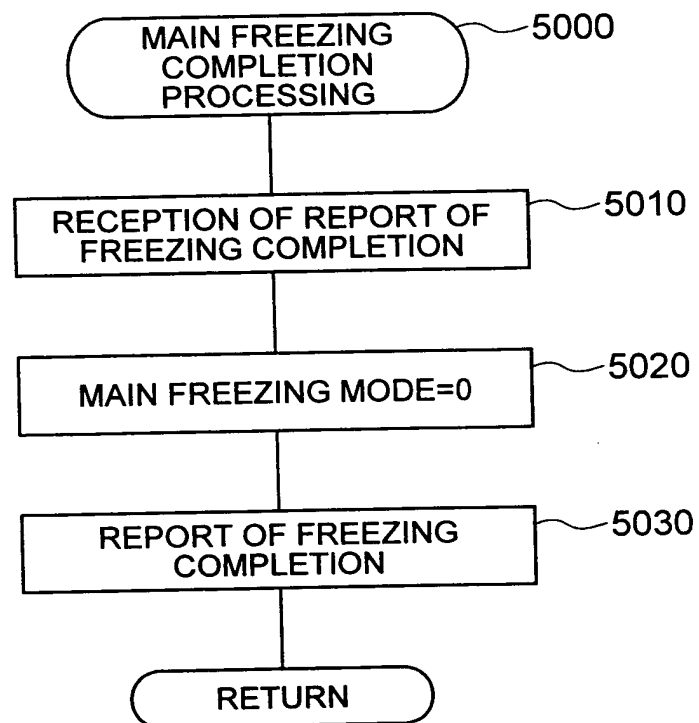 MAIN FREEZING
COMPLETION
PROCESSING
5000
RECEPTION OF REPORT OF
FREEZING COMPLETION
5010
MAIN FREEZING MODE=0
5020
REPORT OF FREEZING
COMPLETION
5030
RETURN